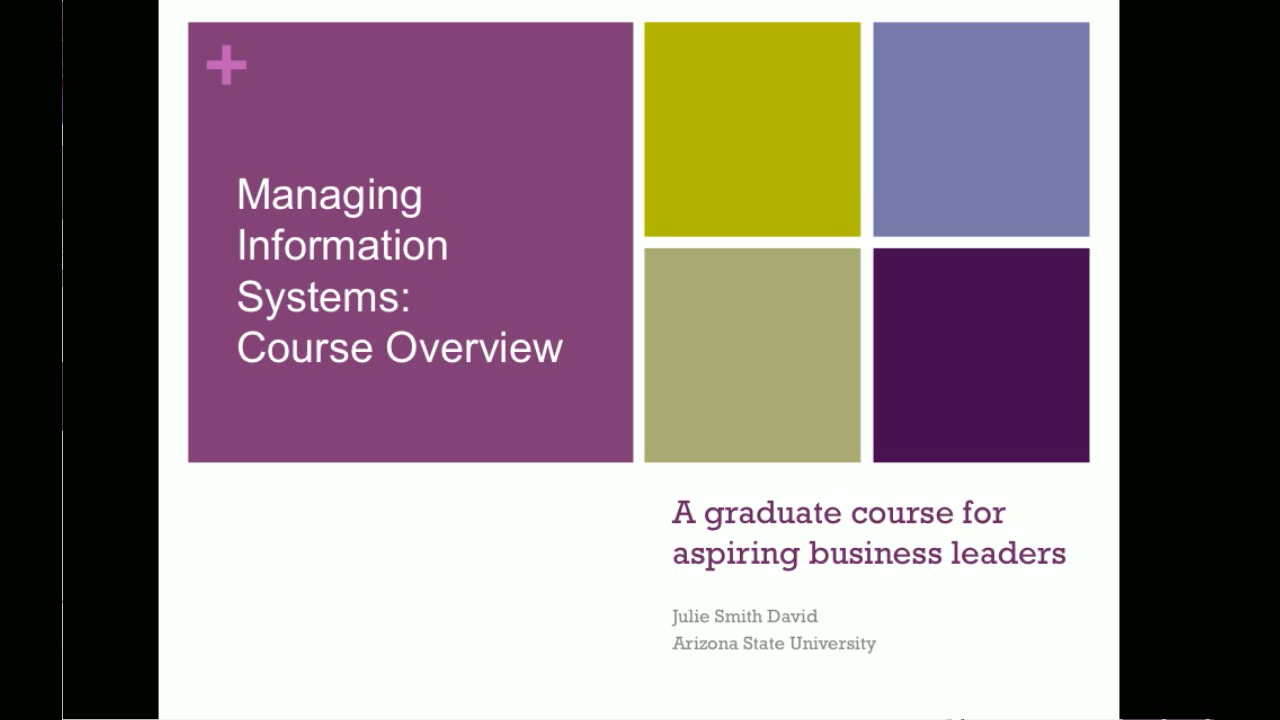 +
Managing
Information
Systems:
Course Overview
A graduate course for
aspiring business leaders
Julie Smith David
Arizona State University